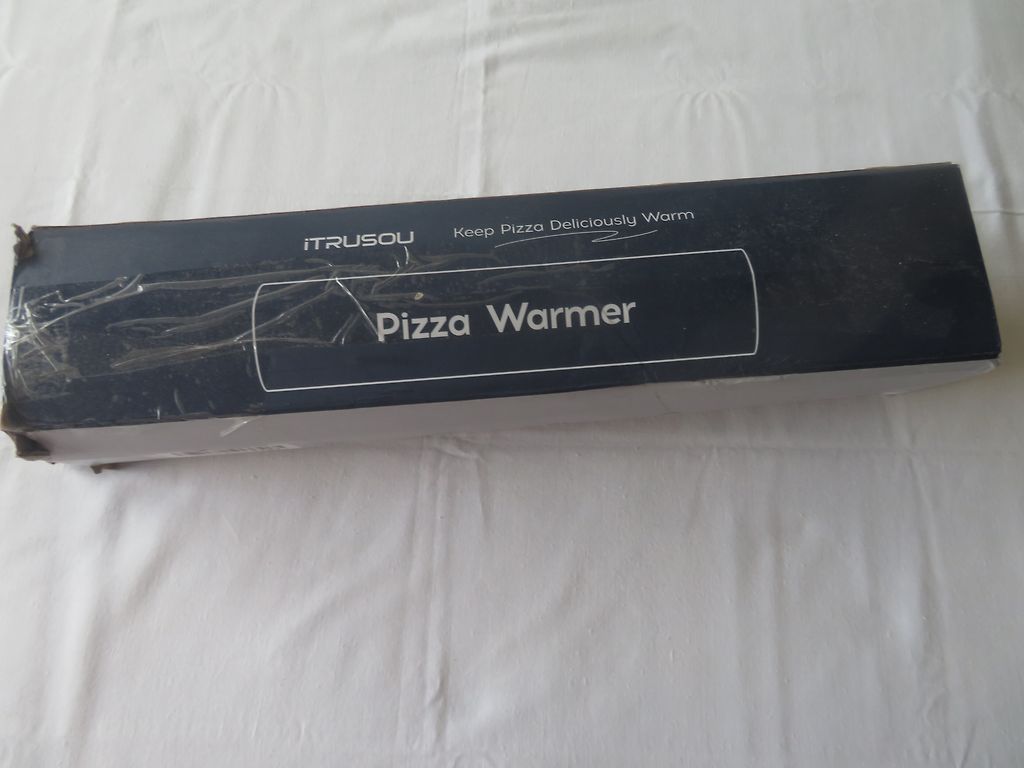 iTRUSOU
Keep Pizza Deliciously Warm
Pizza Warmer